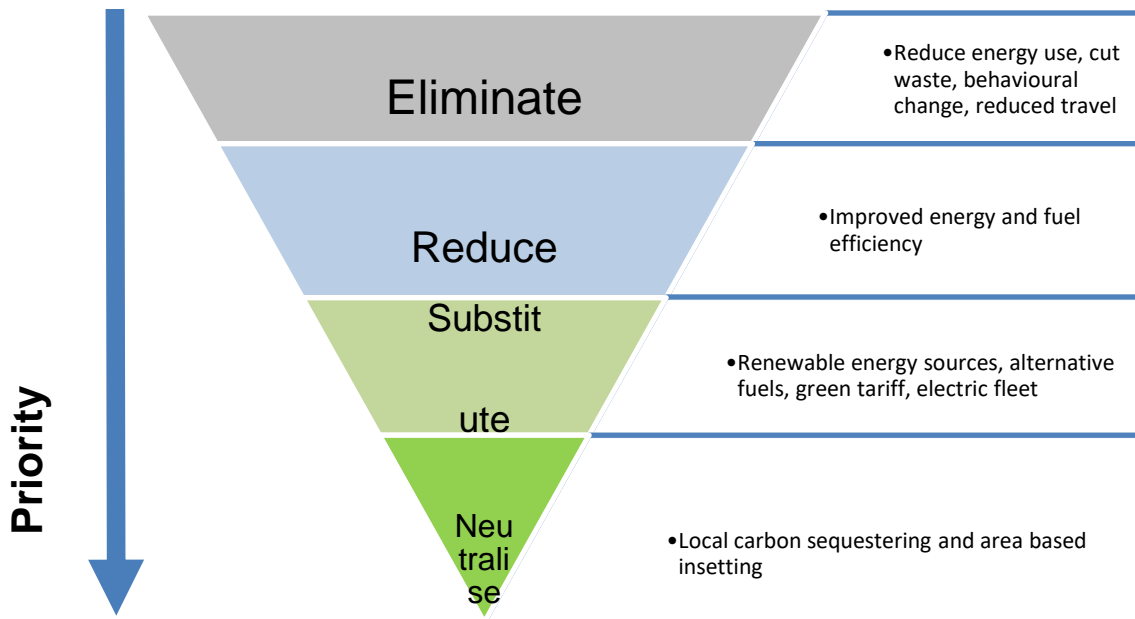 Eliminate
•Reduce energy use, cut
waste, behavioural
change, reduced travel
Reduce
•Improved energy and fuel
efficiency
Substit
ute
•Renewable energy sources, alternative
fuels, green tariff, electric fleet
Neu
trali
se
•Local carbon sequestering and area based
insetting
Priority